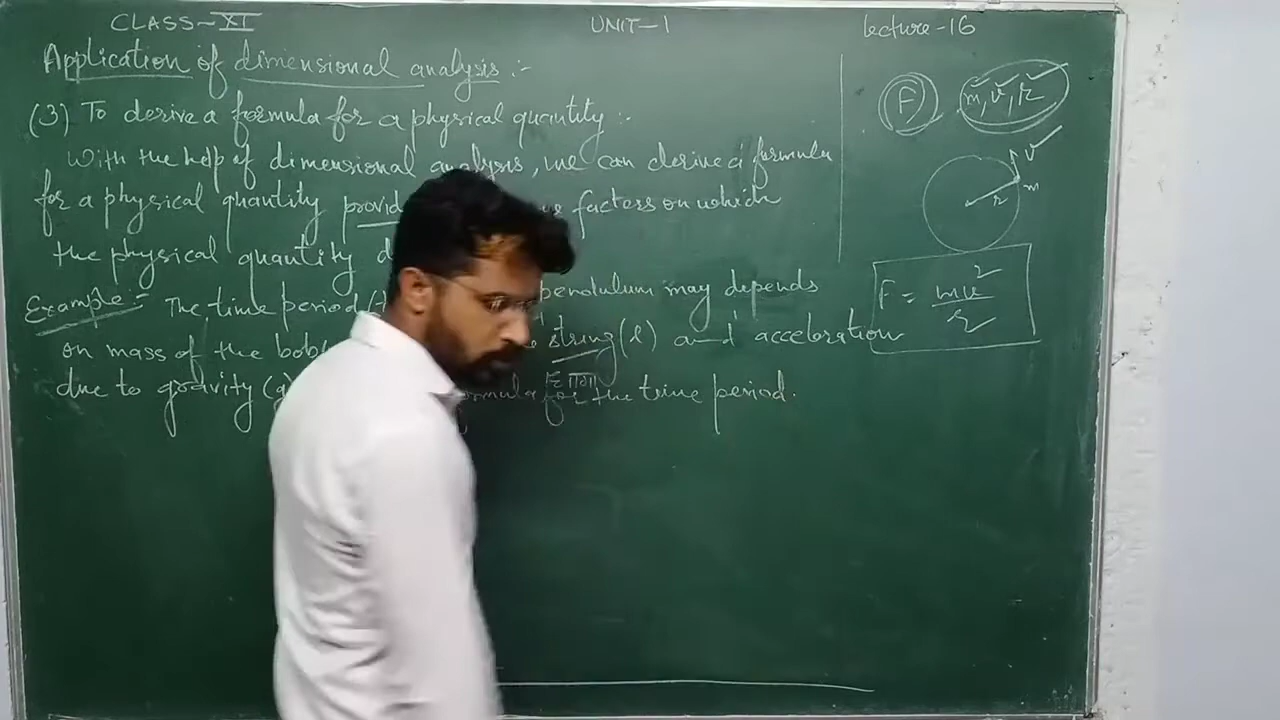 CLASS-XI UNIT-1 lecture-16
Application of dimensional analysis :-
(3) To derive a formula for a physical quantity :-
With the help of dimensional analysis, we can derive a formula
for a physical quantity factors on which
the physical quantity
Example:- The time period pendulum may depends
on mass of the string (l) and acceleration
धागा
due to gravity for the time period.
F m, v, r
v
m
r
F = mv²/r